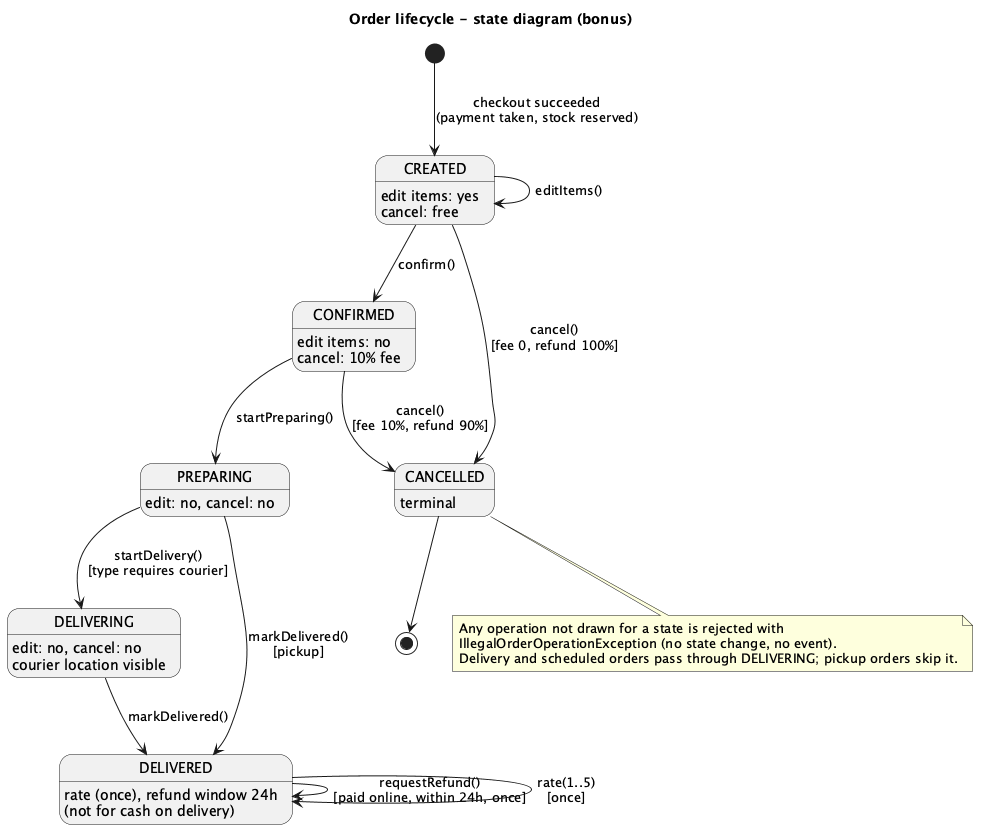 Order lifecycle - state diagram (bonus)
checkout succeeded
(payment taken, stock reserved)
CREATED
edit items: yes
cancel: free
editItems()
confirm()
CONFIRMED
edit items: no
cancel: 10% fee
cancel()
[fee 0, refund 100%]
startPreparing()
cancel()
[fee 10%, refund 90%]
PREPARING
edit: no, cancel: no
CANCELLED
terminal
startDelivery()
[type requires courier]
DELIVERING
edit: no, cancel: no
courier location visible
markDelivered()
[pickup]
Any operation not drawn for a state is rejected with
IllegalOrderOperationException (no state change, no event).
Delivery and scheduled orders pass through DELIVERING; pickup orders skip it.
markDelivered()
DELIVERED
rate (once), refund window 24h
(not for cash on delivery)
requestRefund()
[paid online, within 24h, once]
rate(1..5)
[once]